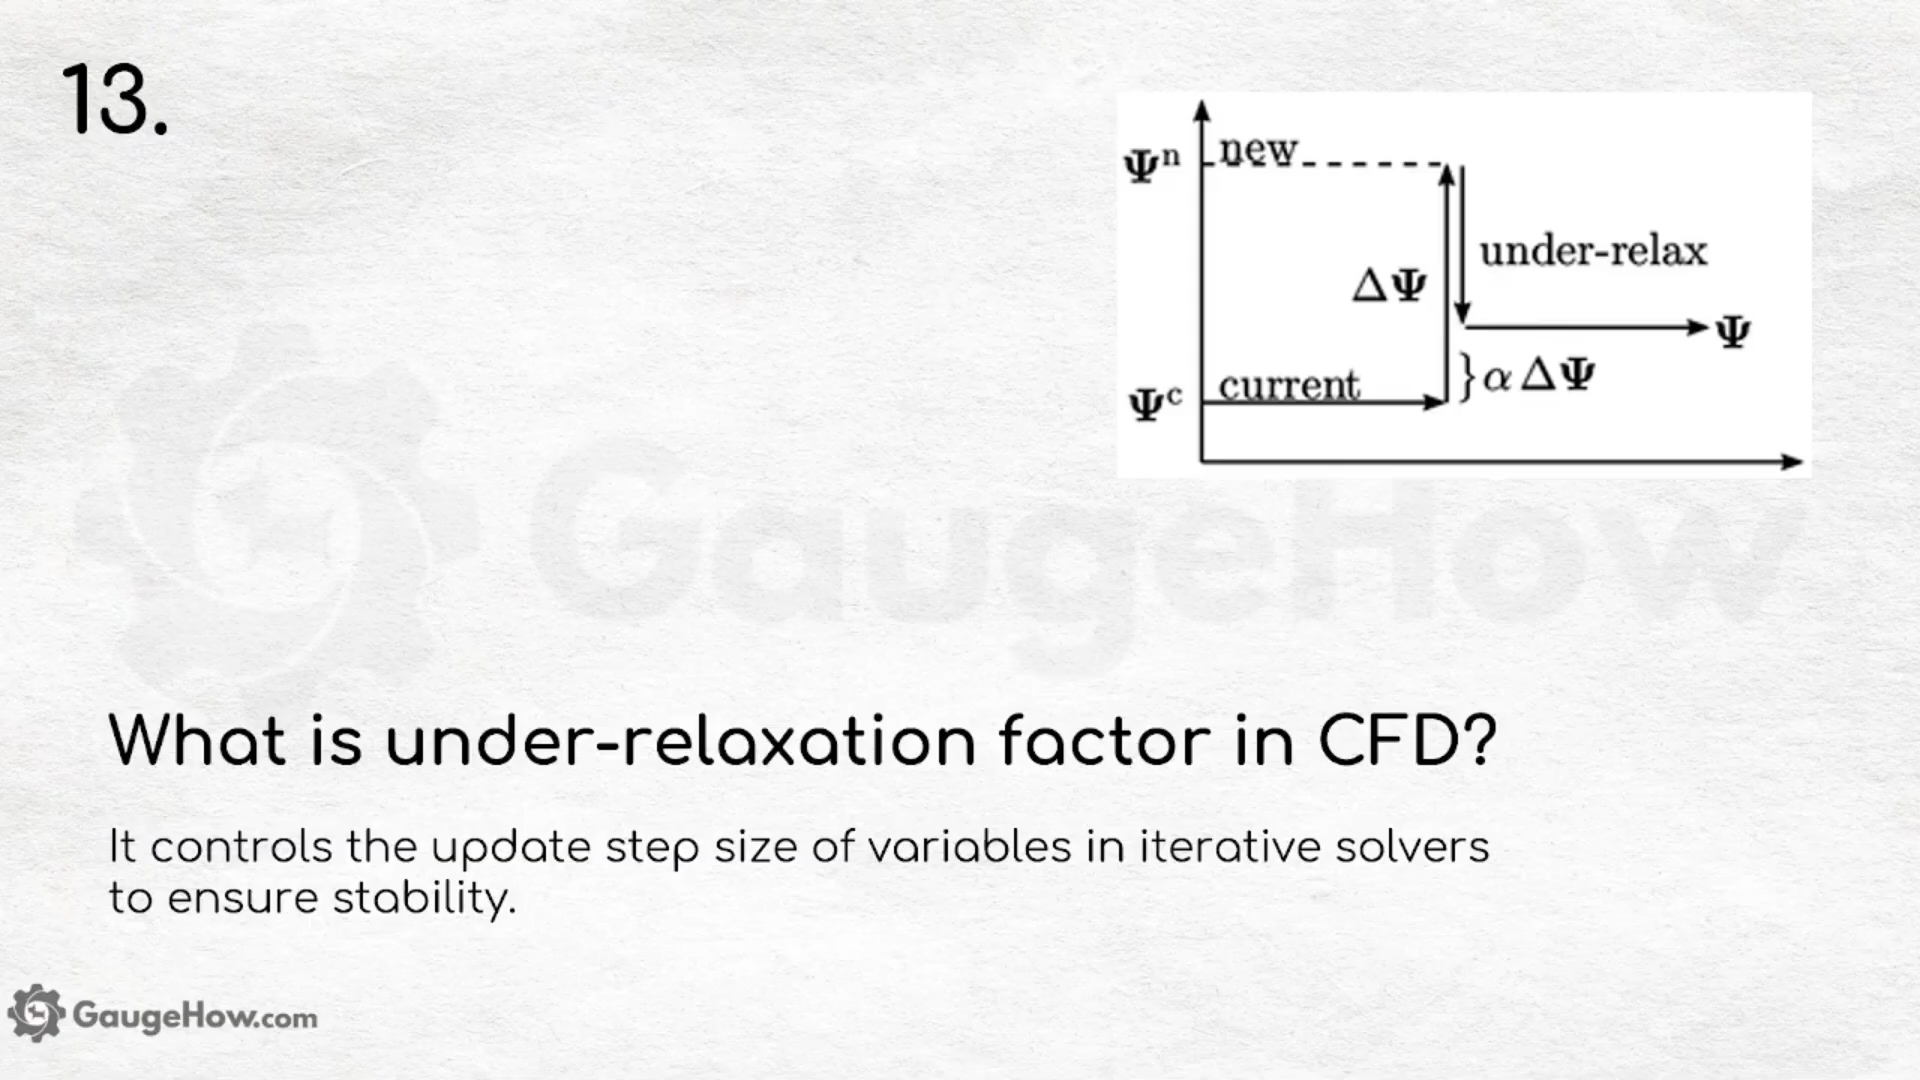 13.
Ψⁿ new
under-relax
ΔΨ
Ψ
Ψᶜ current } α ΔΨ
GaugeHow
What is under-relaxation factor in CFD?
It controls the update step size of variables in iterative solvers
to ensure stability.
GaugeHow.com